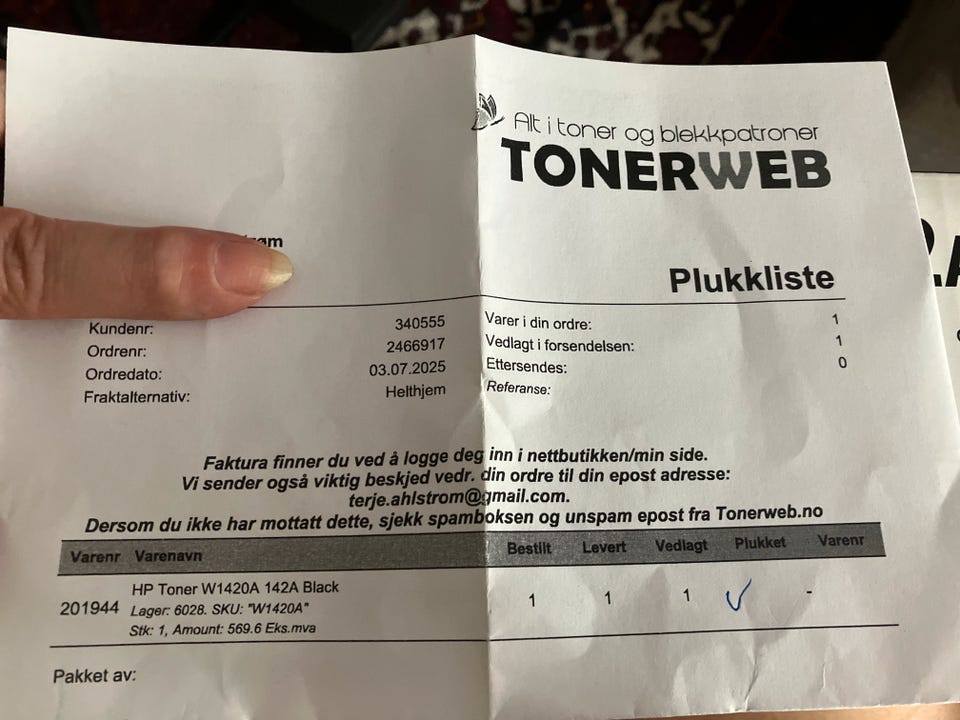 Alt i toner og blekkpatroner
TONERWEB
Plukkliste
Kundenr: 340555
Ordrenr: 2466917
Ordredato: 03.07.2025
Fraktalternativ: Helthjem
Varer i din ordre: 1
Vedlagt i forsendelsen: 1
Ettersendes: 0
Referanse:
Faktura finner du ved å logge deg inn i nettbutikken/min side.
Vi sender også viktig beskjed vedr. din ordre til din epost adresse:
terje.ahlstrom@gmail.com.
Dersom du ikke har mottatt dette, sjekk spamboksen og unspam epost fra Tonerweb.no
Varenr Varenavn Bestilt Levert Vedlagt Plukket Varenr
HP Toner W1420A 142A Black
201944 Lager: 6028. SKU: "W1420A" 1 1 1 ✓ -
Stk: 1, Amount: 569.6 Eks.mva
Pakket av: